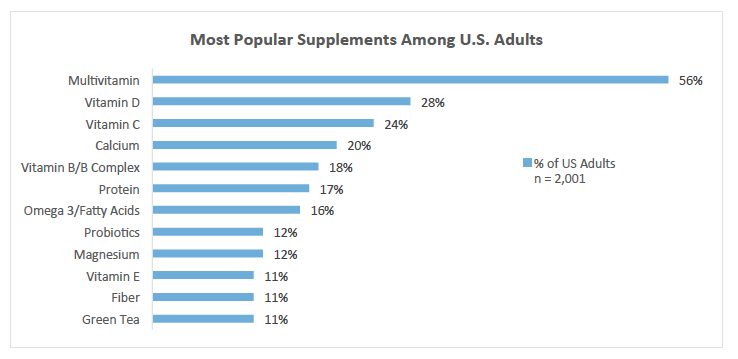 Most Popular Supplements Among U.S. Adults
Multivitamin 56%
Vitamin D 28%
Vitamin C 24%
Calcium 20%
Vitamin B/B Complex 18%
Protein 17%
Omega 3/Fatty Acids 16%
Probiotics 12%
Magnesium 12%
Vitamin E 11%
Fiber 11%
Green Tea 11%
% of US Adults
n = 2,001